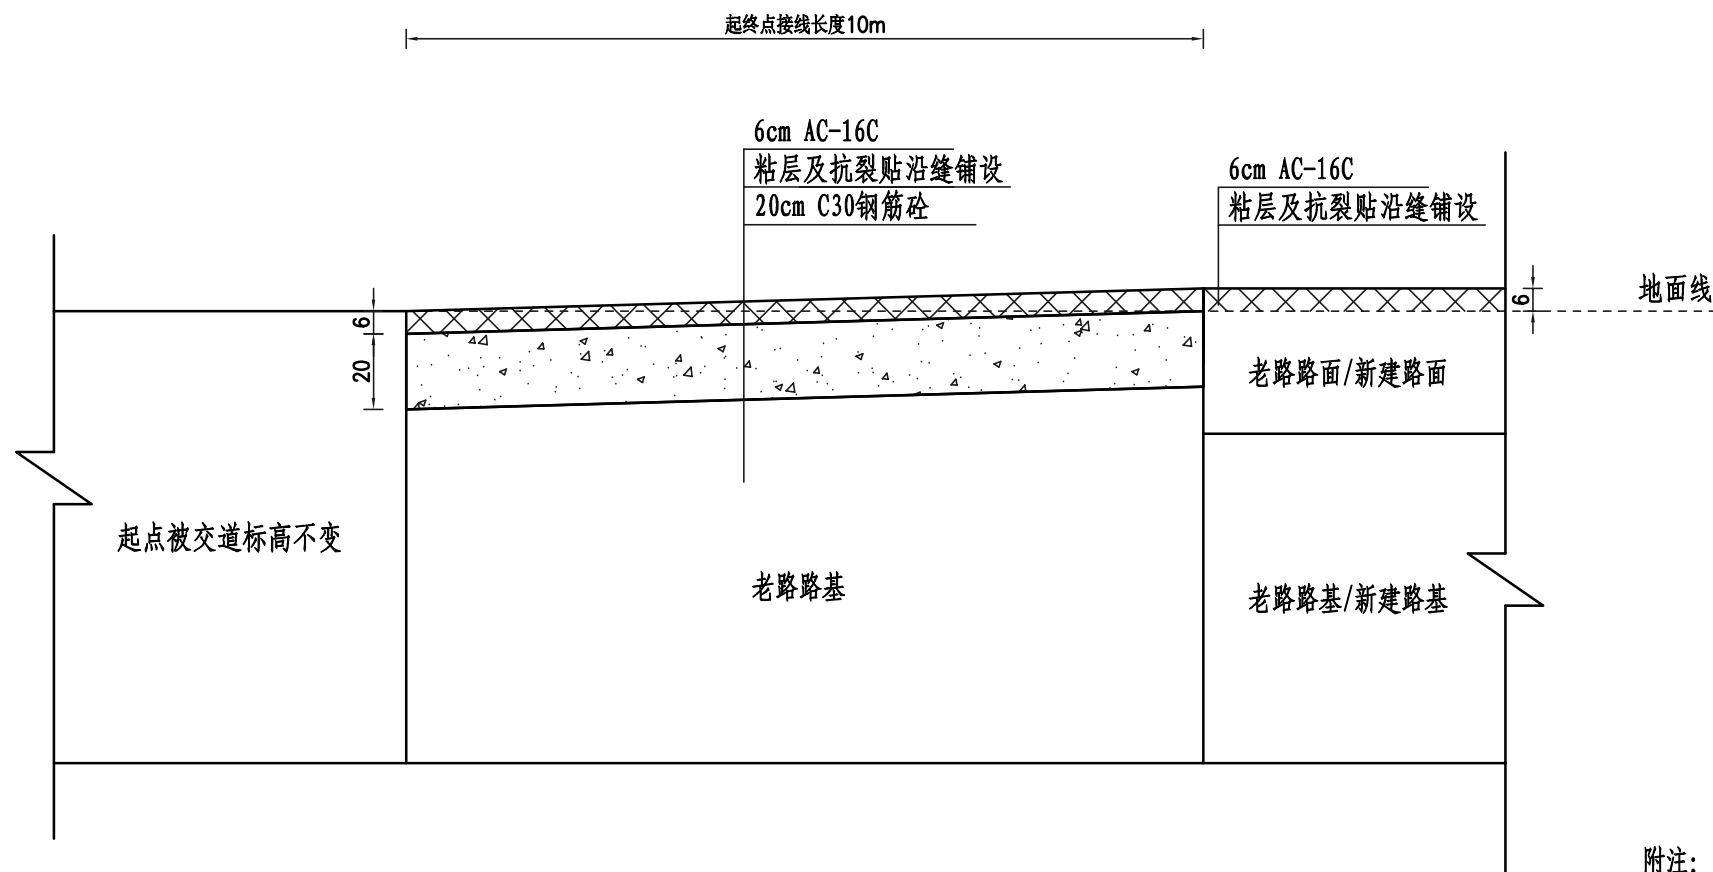 起终点接线长度10m
6cm AC-16C
粘层及抗裂贴沿缝铺设
20cm C30钢筋砼
6cm AC-16C
粘层及抗裂贴沿缝铺设
地面线
6
6
20
老路路面/新建路面
起点被交道标高不变
老路路基
老路路基/新建路基
附注: